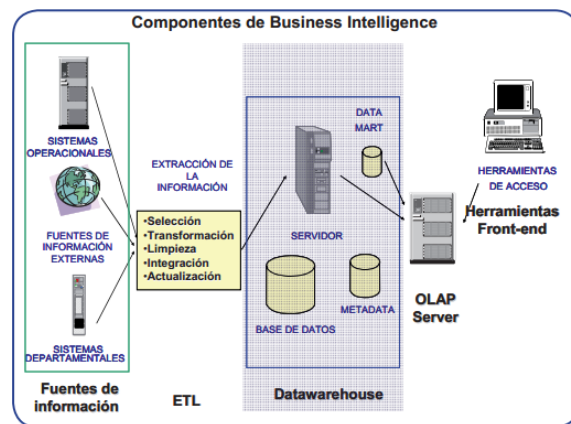 Componentes de Business Intelligence
SISTEMAS
OPERACIONALES
FUENTES DE
INFORMACIÓN
EXTERNAS
SISTEMAS
DEPARTAMENTALES
Fuentes de
información
EXTRACCIÓN DE
LA
INFORMACIÓN
•Selección
•Transformación
•Limpieza
•Integración
•Actualización
ETL
DATA
MART
SERVIDOR
BASE DE DATOS
METADATA
Datawarehouse
OLAP
Server
HERRAMIENTAS
DE ACCESO
Herramientas
Front-end